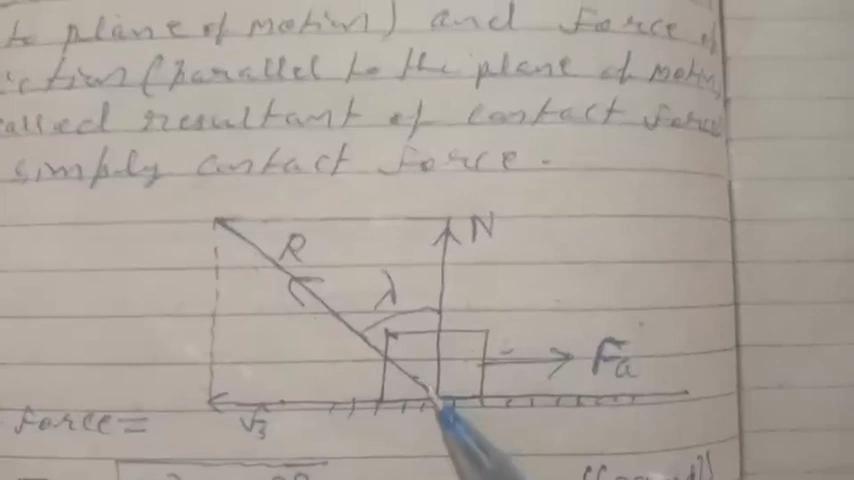 to plane of motion) and force of
(parallel to the plane of motion
called resultant of contact force
simply contact force.
N
R
λ
Fa
Force =